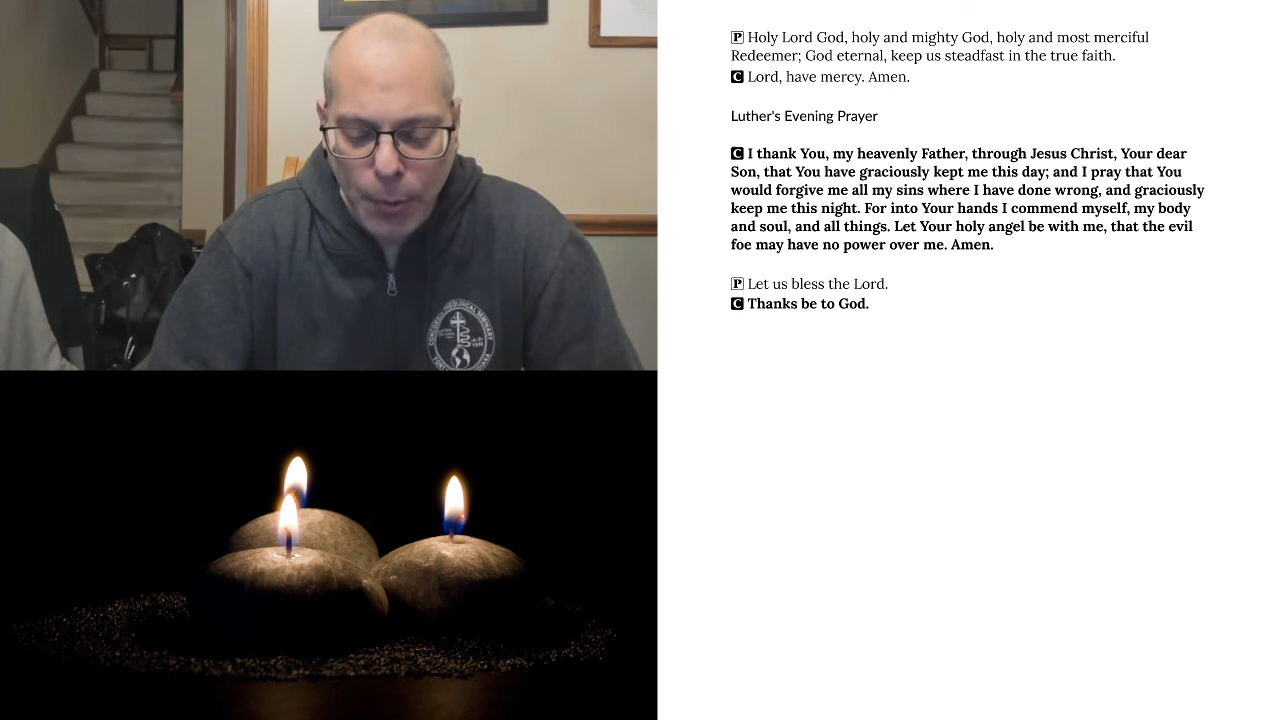 P Holy Lord God, holy and mighty God, holy and most merciful
Redeemer; God eternal, keep us steadfast in the true faith.
C Lord, have mercy. Amen.
Luther's Evening Prayer
C I thank You, my heavenly Father, through Jesus Christ, Your dear
Son, that You have graciously kept me this day; and I pray that You
would forgive me all my sins where I have done wrong, and graciously
keep me this night. For into Your hands I commend myself, my body
and soul, and all things. Let Your holy angel be with me, that the evil
foe may have no power over me. Amen.
P Let us bless the Lord.
C Thanks be to God.
CONCORDIA THEOLOGICAL SEMINARY